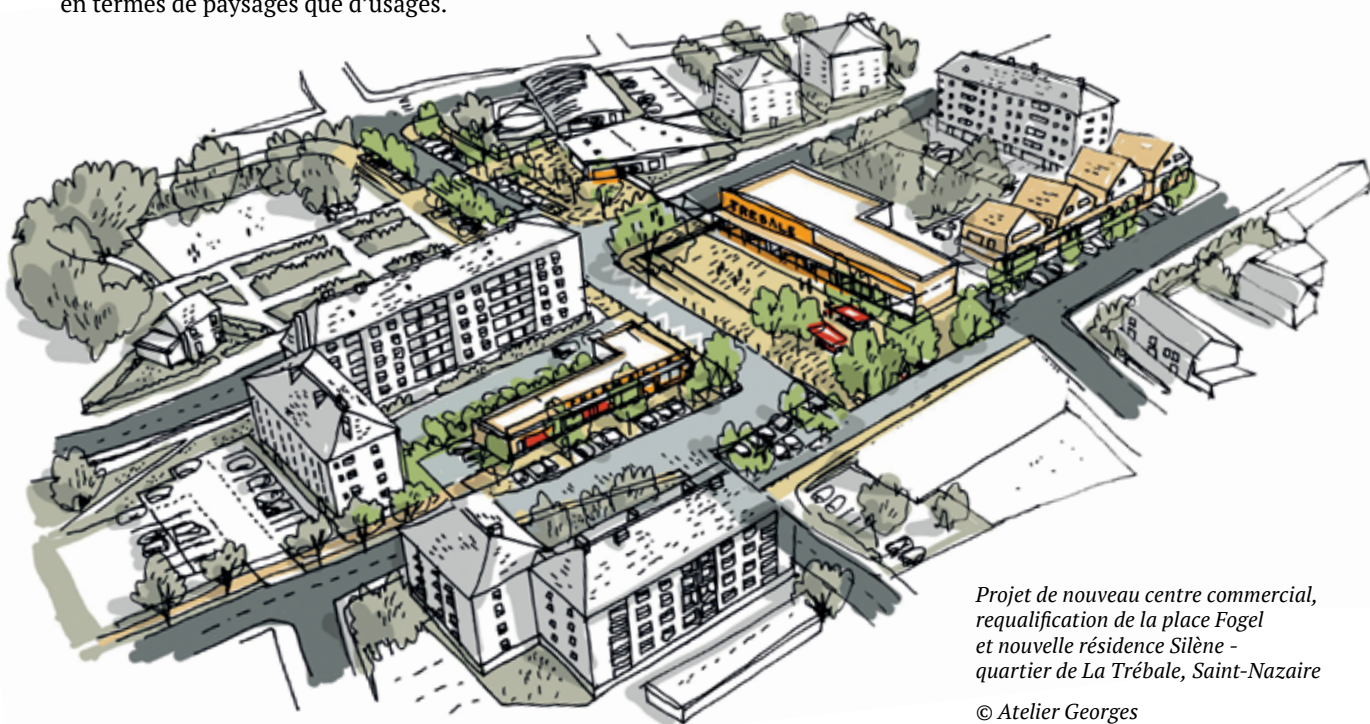 en termes de paysages que d'usages.
TREBALE
Projet de nouveau centre commercial,
requalification de la place Fogel
et nouvelle résidence Silène -
quartier de La Trébale, Saint-Nazaire
© Atelier Georges